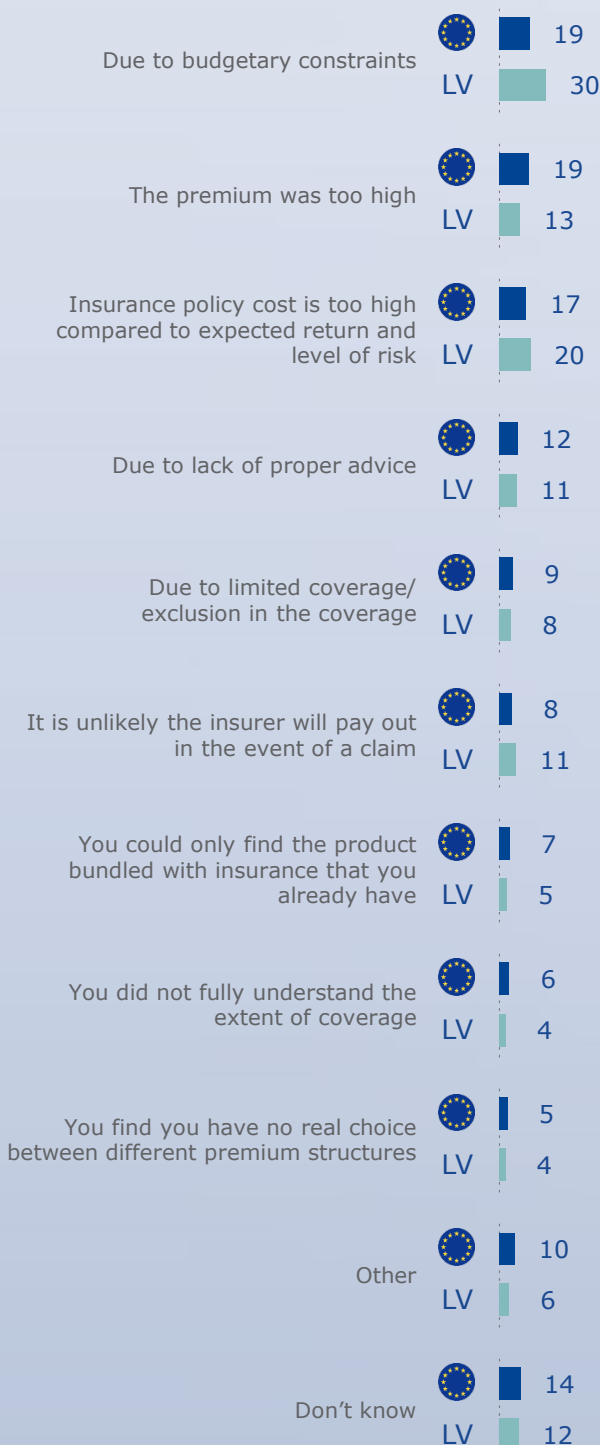 19
Due to budgetary constraints
LV
30
19
The premium was too high
LV
13
Insurance policy cost is too high
17
compared to expected return and
level of risk
LV
20
12
Due to lack of proper advice
LV
11
Due to limited coverage/
9
exclusion in the coverage
LV
8
It is unlikely the insurer will pay out
8
in the event of a claim
LV
11
You could only find the product
7
bundled with insurance that you
already have
LV
5
You did not fully understand the
6
extent of coverage
LV
4
You find you have no real choice
5
between different premium structures
LV
4
10
Other
LV
6
14
Don’t know
LV
12